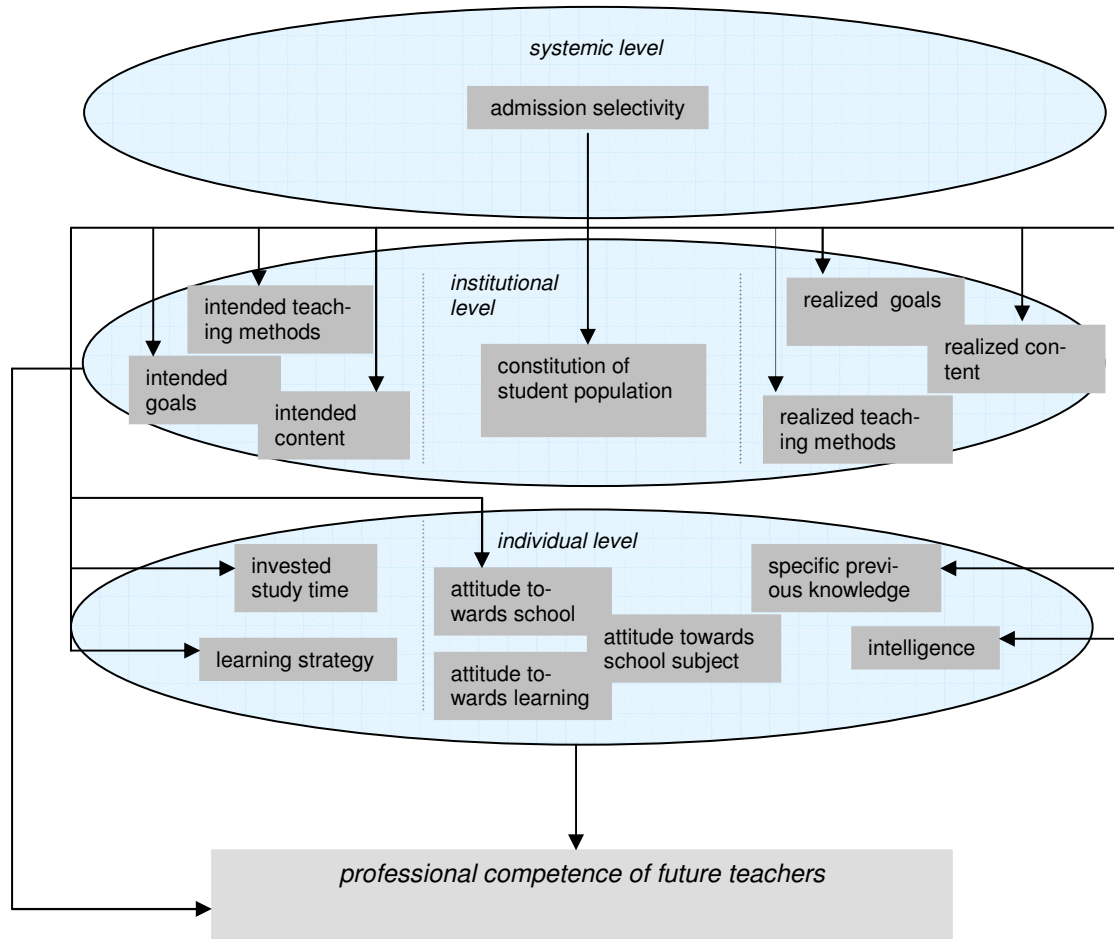 systemic level
admission selectivity
institutional
level
intended teach-
ing methods
intended
goals
intended
content
constitution of
student population
realized goals
realized con-
tent
realized teach-
ing methods
individual level
invested
study time
learning strategy
attitude to-
wards school
attitude towards
school subject
attitude to-
wards learning
specific previ-
ous knowledge
intelligence
professional competence of future teachers